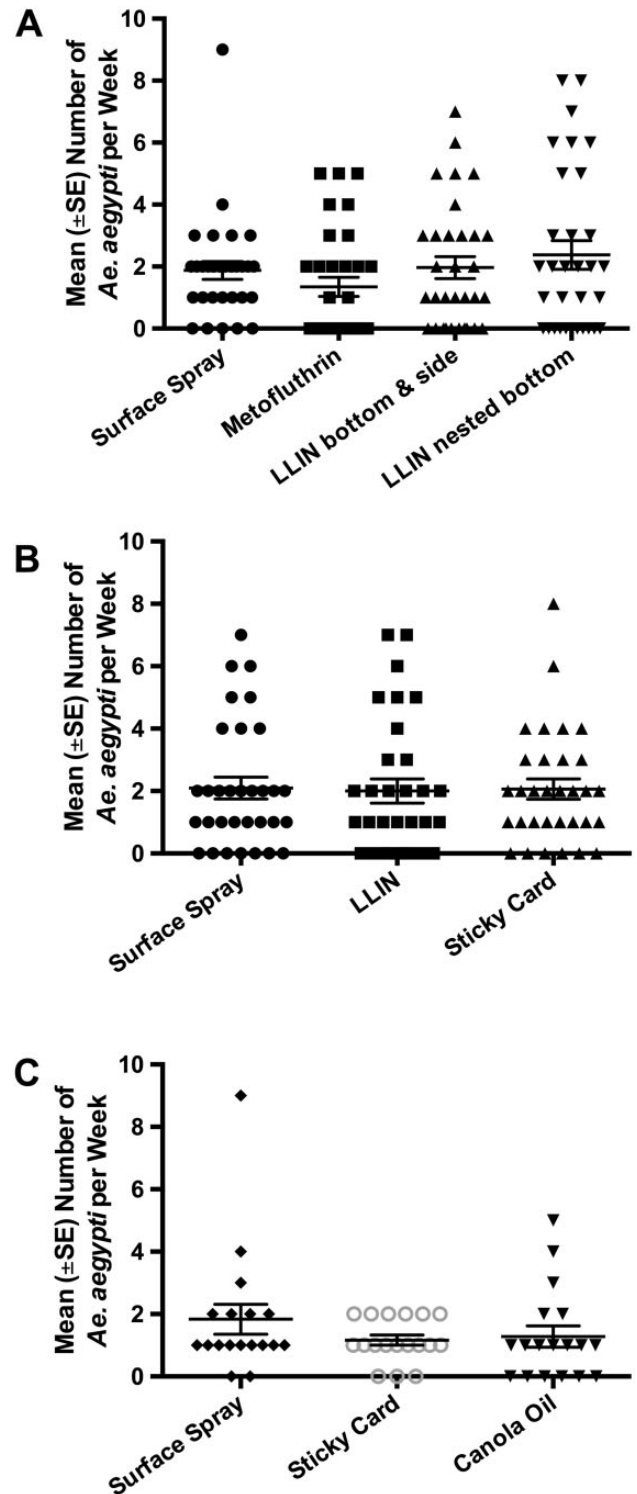 A
Mean (±SE) Number of
Ae. aegypti per Week
10
8
6
4
2
0
Surface Spray
Metofluthrin
LLIN bottom & side
LLIN nested bottom
B
Mean (±SE) Number of
Ae. aegypti per Week
10
8
6
4
2
0
Surface Spray
LLIN
Sticky Card
C
Mean (±SE) Number of
Ae. aegypti per Week
10
8
6
4
2
0
Surface Spray
Sticky Card
Canola Oil